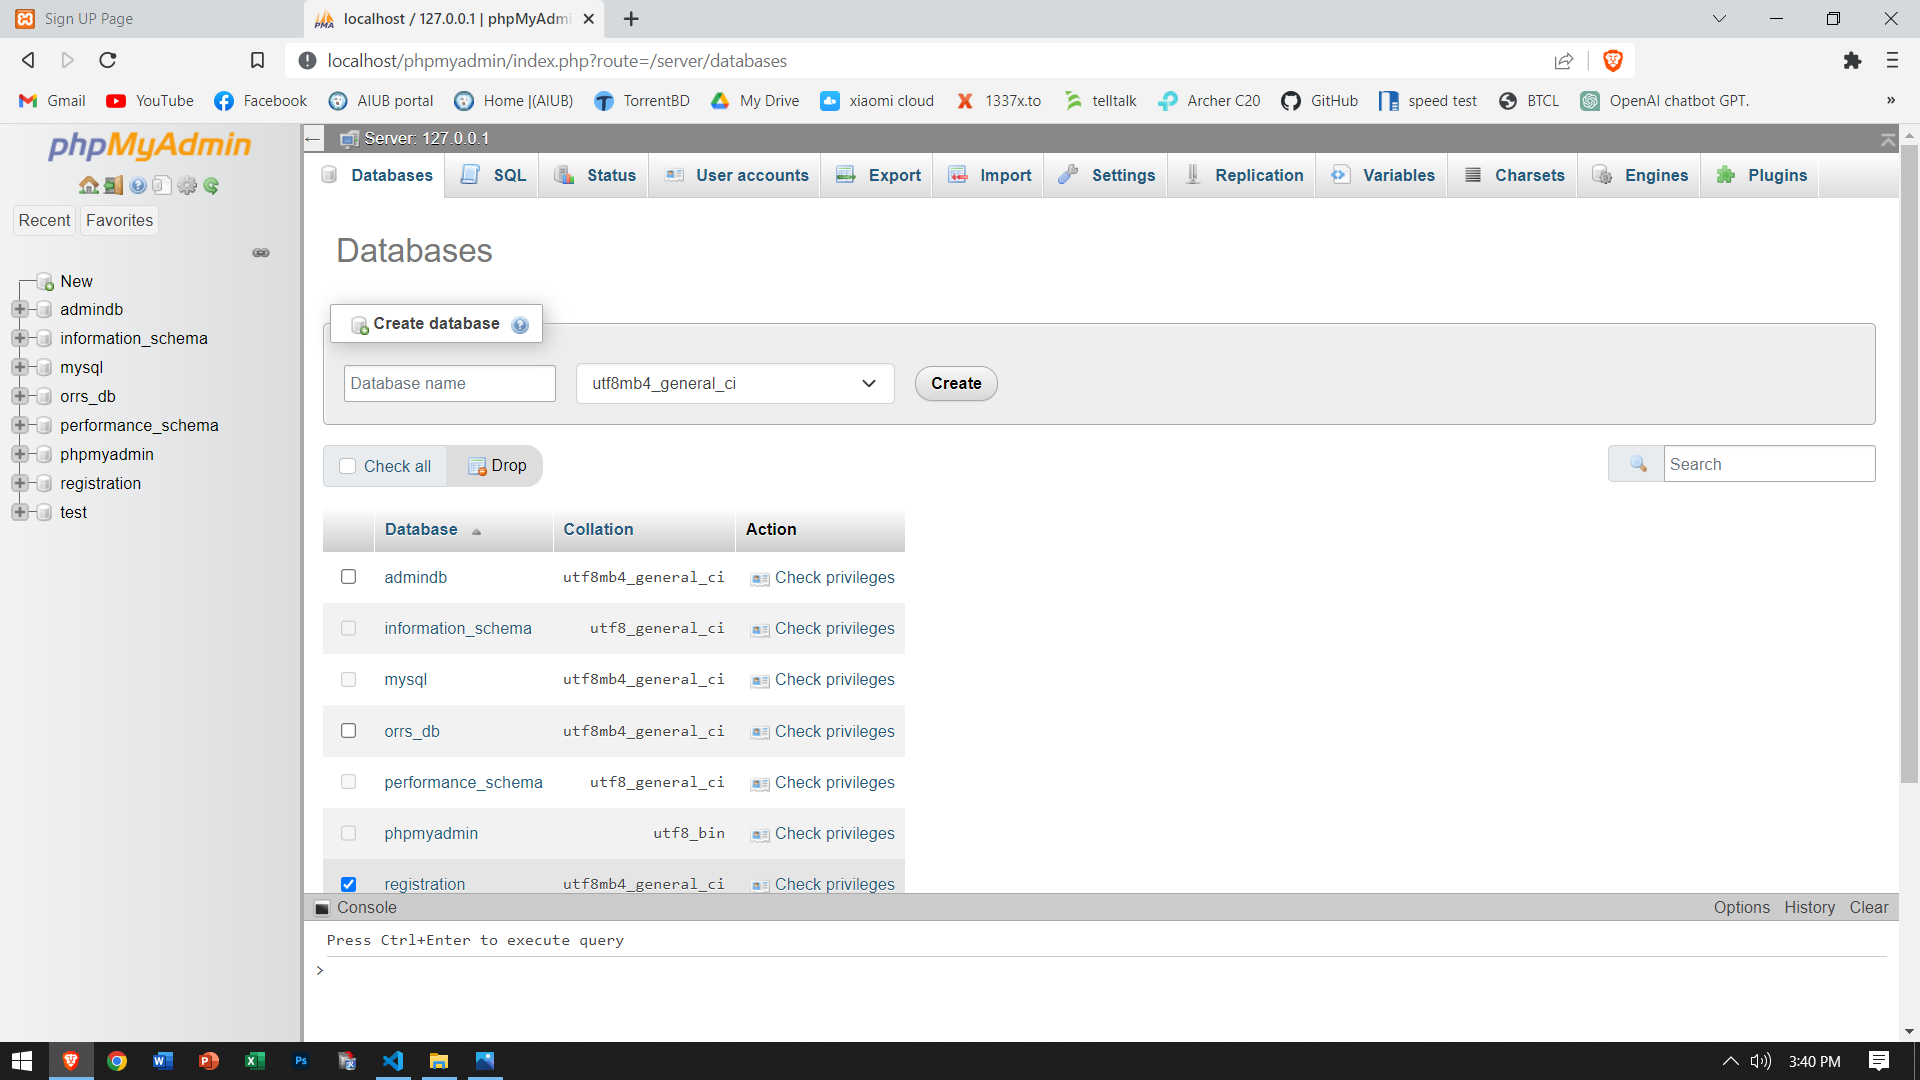 Sign UP Page
localhost / 127.0.0.1 | phpMyAdmi
localhost/phpmyadmin/index.php?route=/server/databases
Gmail YouTube Facebook AIUB portal Home |(AIUB) TorrentBD My Drive xiaomi cloud 1337x.to telltalk Archer C20 GitHub speed test BTCL OpenAI chatbot GPT. »
phpMyAdmin
Recent Favorites
New
admindb
information_schema
mysql
orrs_db
performance_schema
phpmyadmin
registration
test
Server: 127.0.0.1
Databases SQL Status User accounts Export Import Settings Replication Variables Charsets Engines Plugins
Databases
Create database
Database name utf8mb4_general_ci Create
Check all Drop Search
Database Collation Action
admindb utf8mb4_general_ci Check privileges
information_schema utf8_general_ci Check privileges
mysql utf8mb4_general_ci Check privileges
orrs_db utf8mb4_general_ci Check privileges
performance_schema utf8_general_ci Check privileges
phpmyadmin utf8_bin Check privileges
registration utf8mb4_general_ci Check privileges
Console Options History Clear
Press Ctrl+Enter to execute query
>
3:40 PM